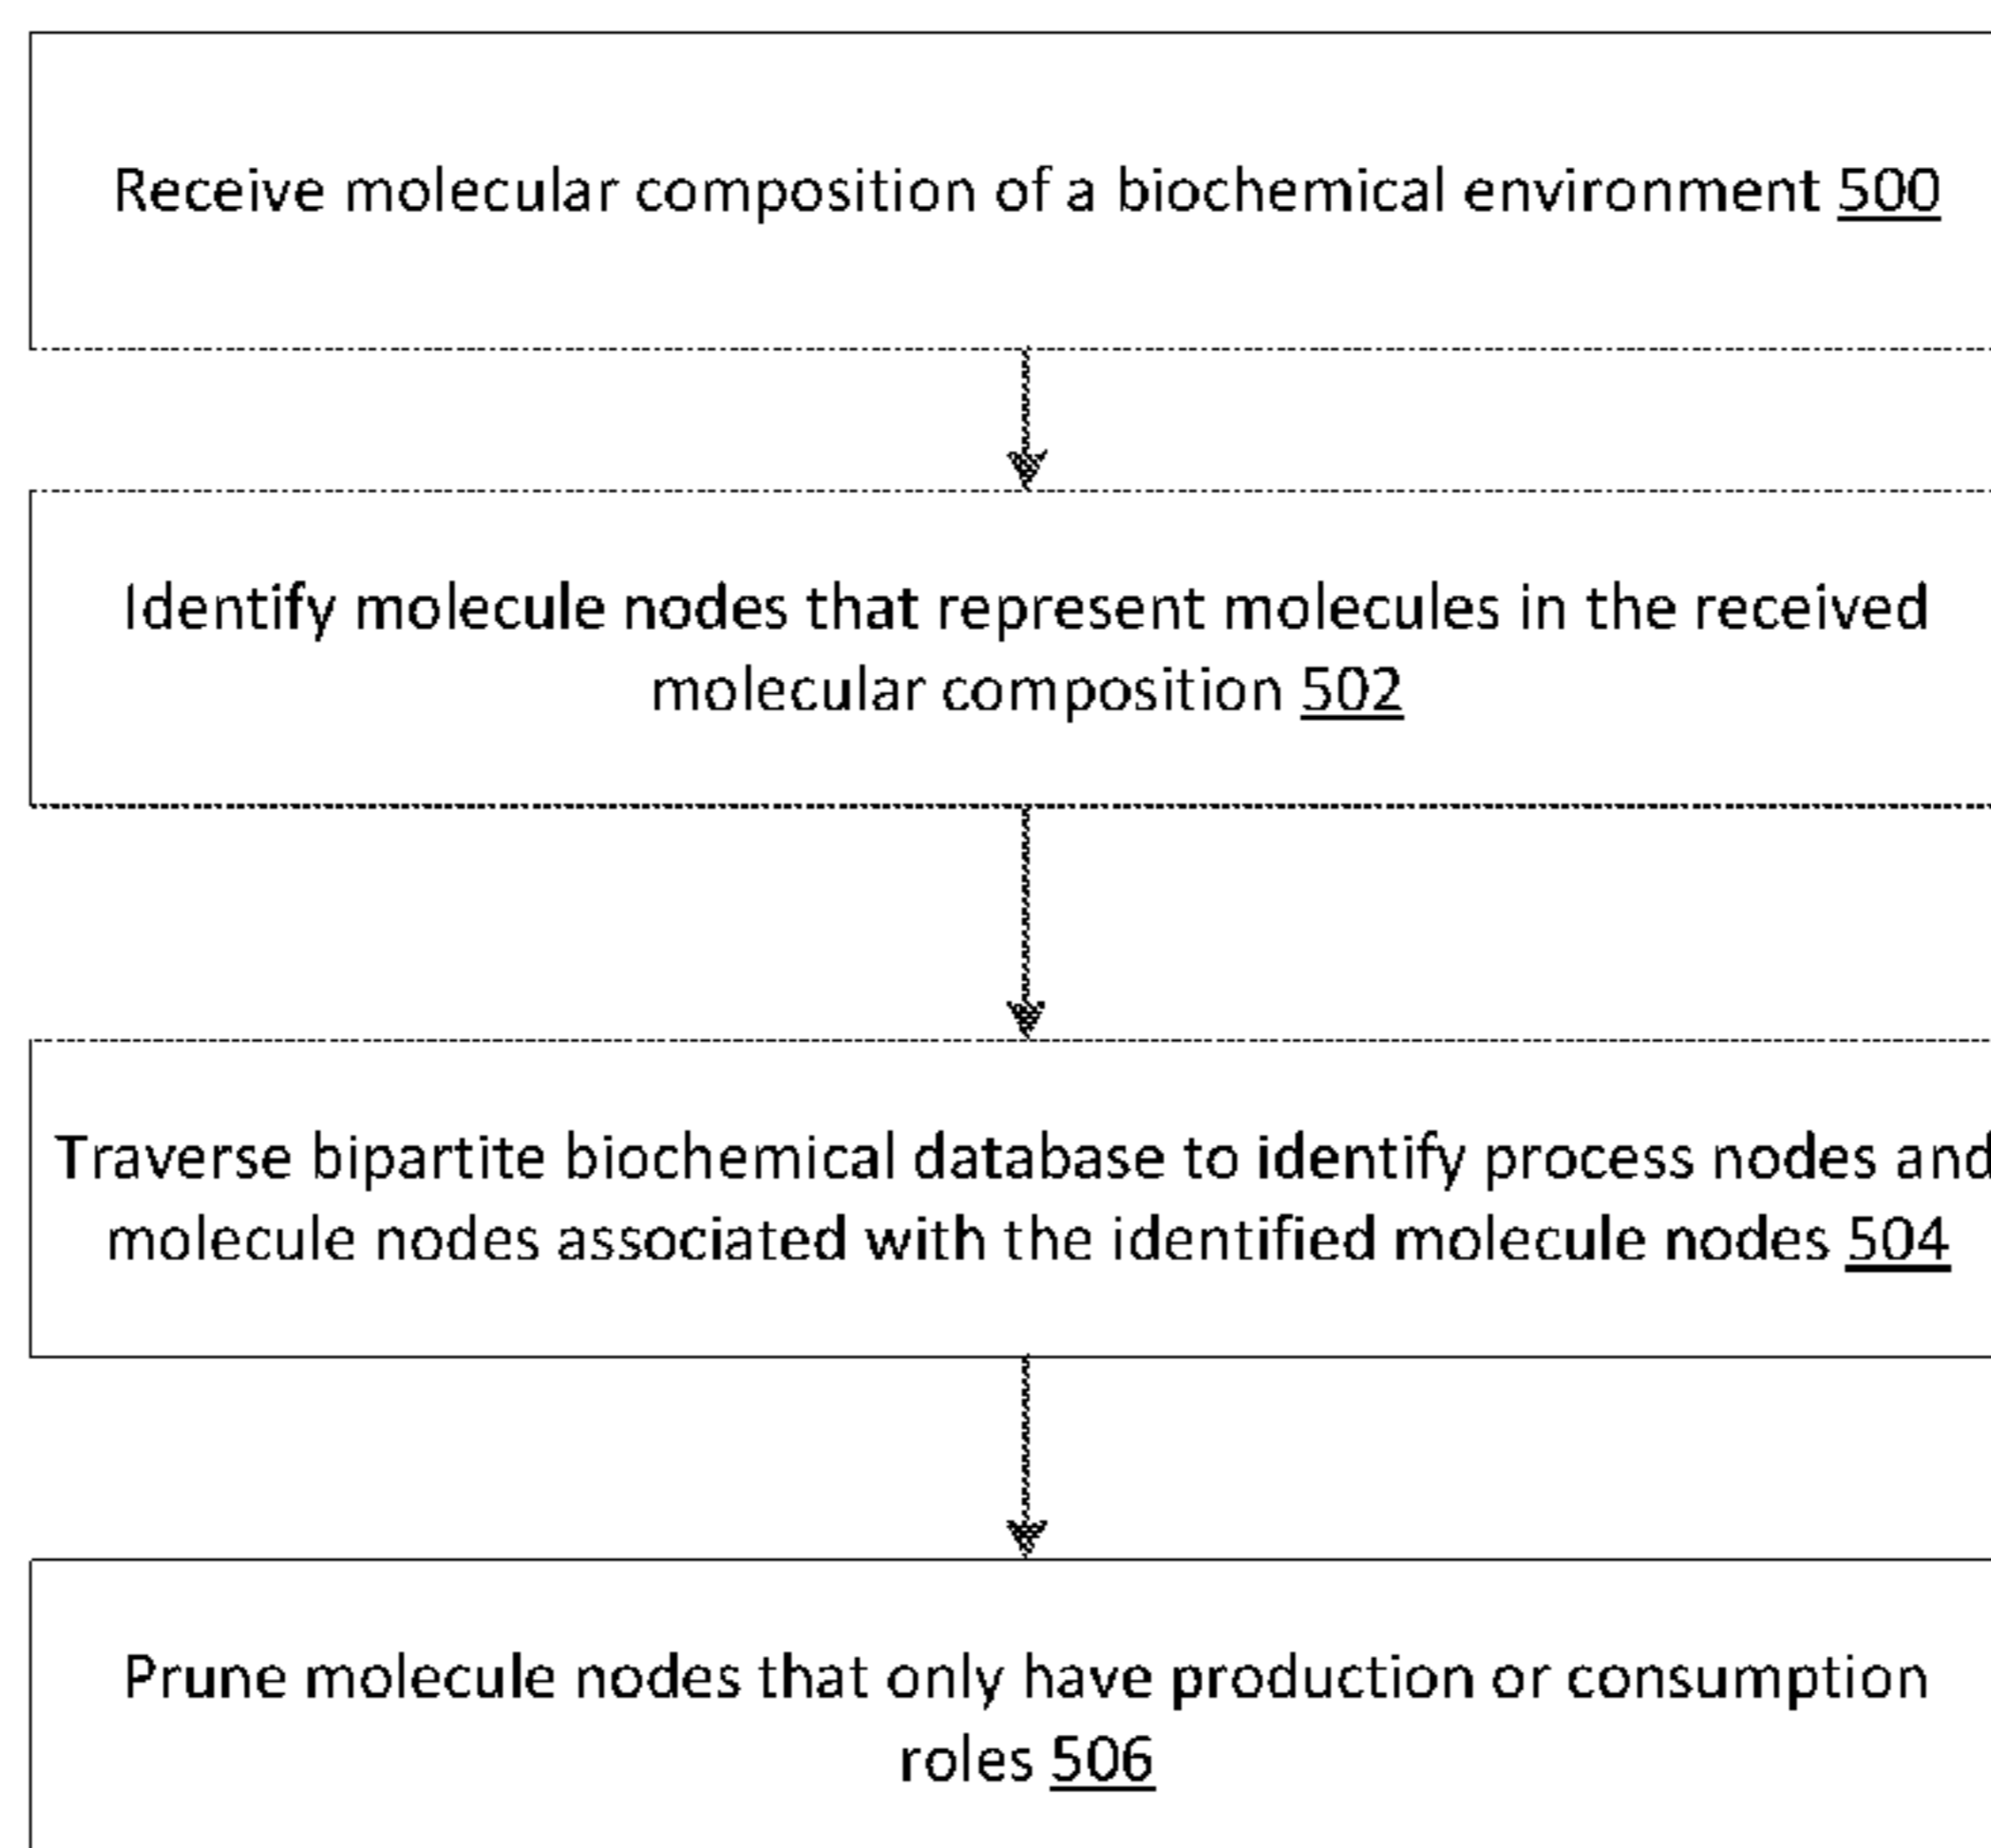 Receive molecular composition of a biochemical environment 500
Identify molecule nodes that represent molecules in the received
molecular composition 502
Traverse bipartite biochemical database to identify process nodes and
molecule nodes associated with the identified molecule nodes 504
Prune molecule nodes that only have production or consumption
roles 506